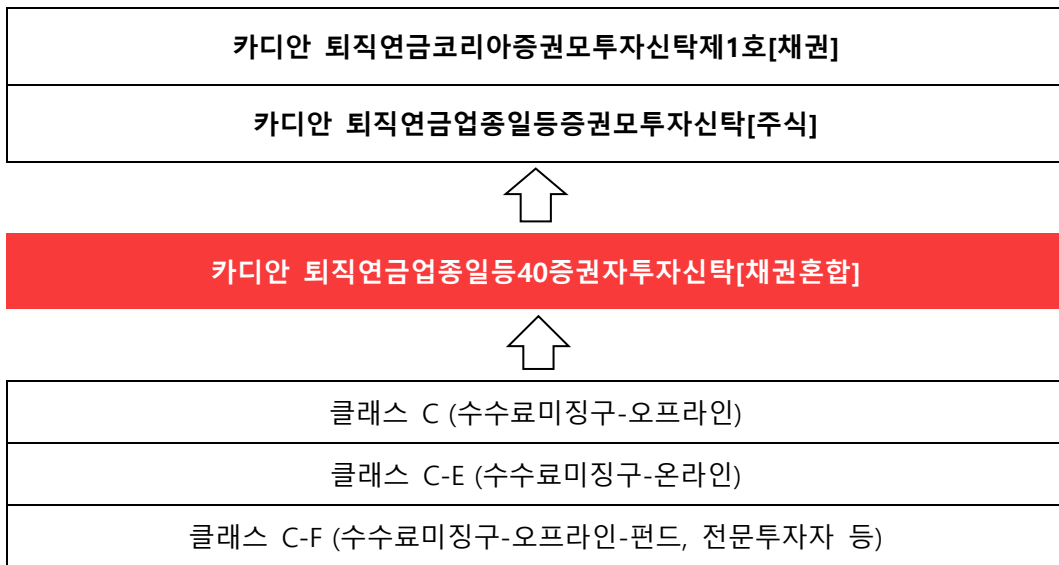 카디안 퇴직연금코리아증권모투자신탁제1호[채권]
카디안 퇴직연금업종일등증권모투자신탁[주식]
카디안 퇴직연금업종일등40증권자투자신탁[채권혼합]
클래스 C (수수료미징구-오프라인)
클래스 C-E (수수료미징구-온라인)
클래스 C-F (수수료미징구-오프라인-펀드, 전문투자자 등)